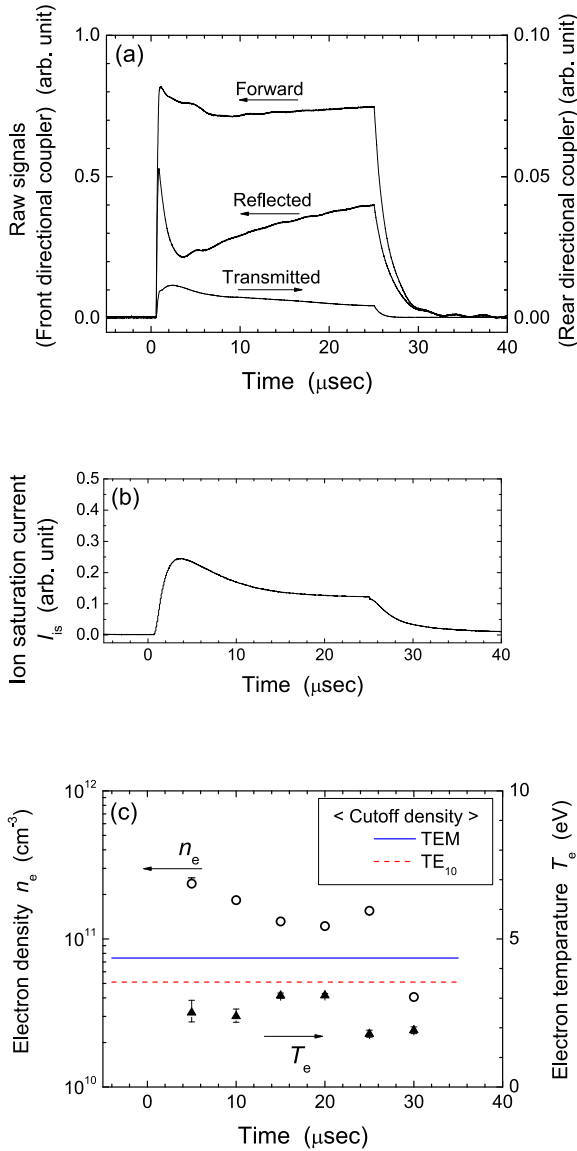 (a)
Raw signals
(Front directional coupler) (arb. unit)
1.0
0.5
0.0
Forward
Reflected
Transmitted
0.10
0.05
0.00
(Rear directional coupler) (arb. unit)
0 10 20 30 40
Time (μsec)
(b)
Ion saturation current
I_is (arb. unit)
0.5
0.4
0.3
0.2
0.1
0.0
0 10 20 30 40
Time (μsec)
(c)
Electron density n_e (cm^-3)
10^12
10^11
10^10
n_e
T_e
< Cutoff density >
TEM
TE_10
10
5
0
Electron temparature T_e (eV)
0 10 20 30 40
Time (μsec)